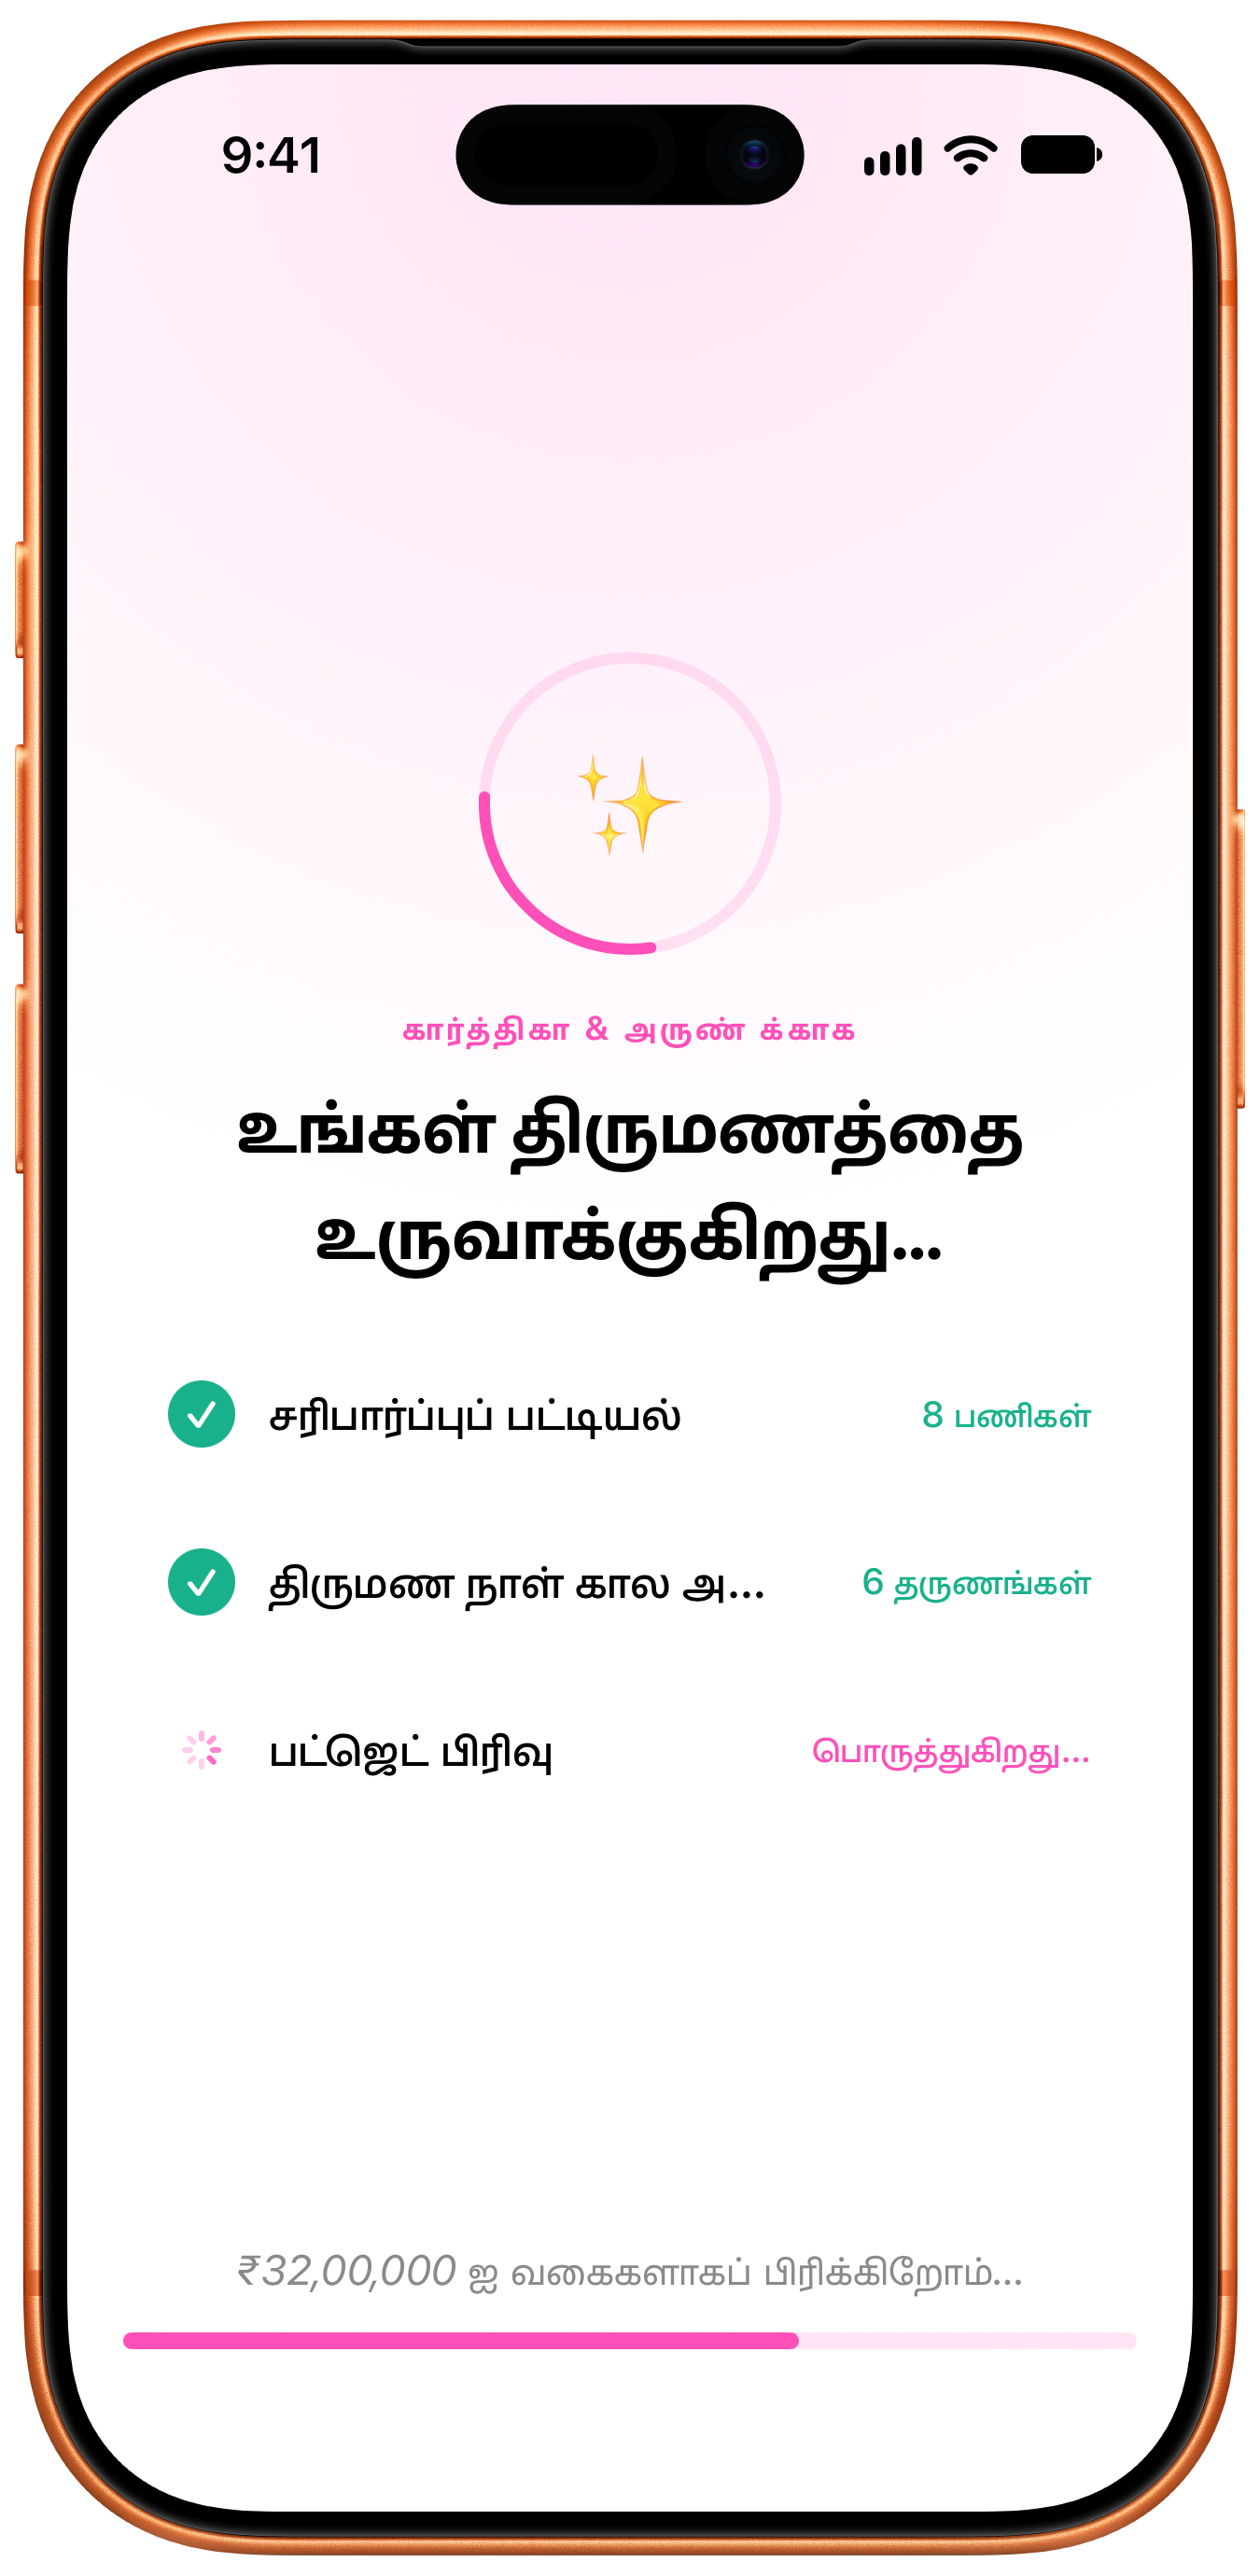 9:41
கார்த்திகா & அருண் க்காக
உங்கள் திருமணத்தை
உருவாக்குகிறது...
சரிபார்ப்புப் பட்டியல்
8 பணிகள்
திருமண நாள் கால அ...
6 தருணங்கள்
பட்ஜெட் பிரிவு
பொருத்துகிறது...
₹32,00,000 ஐ வகைகளாகப் பிரிக்கிறோம்...